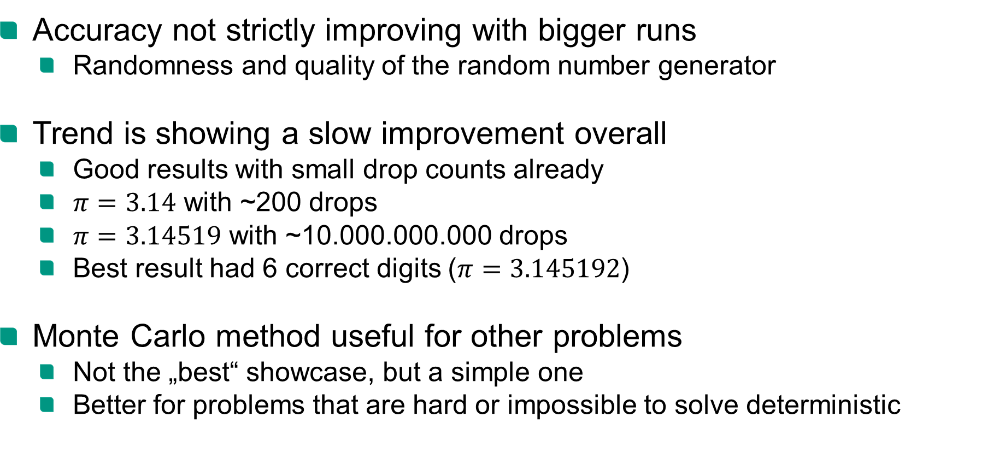 Accuracy not strictly improving with bigger runs
Randomness and quality of the random number generator
Trend is showing a slow improvement overall
Good results with small drop counts already
π = 3.14 with ~200 drops
π = 3.14519 with ~10.000.000.000 drops
Best result had 6 correct digits (π = 3.145192)
Monte Carlo method useful for other problems
Not the „best“ showcase, but a simple one
Better for problems that are hard or impossible to solve deterministic